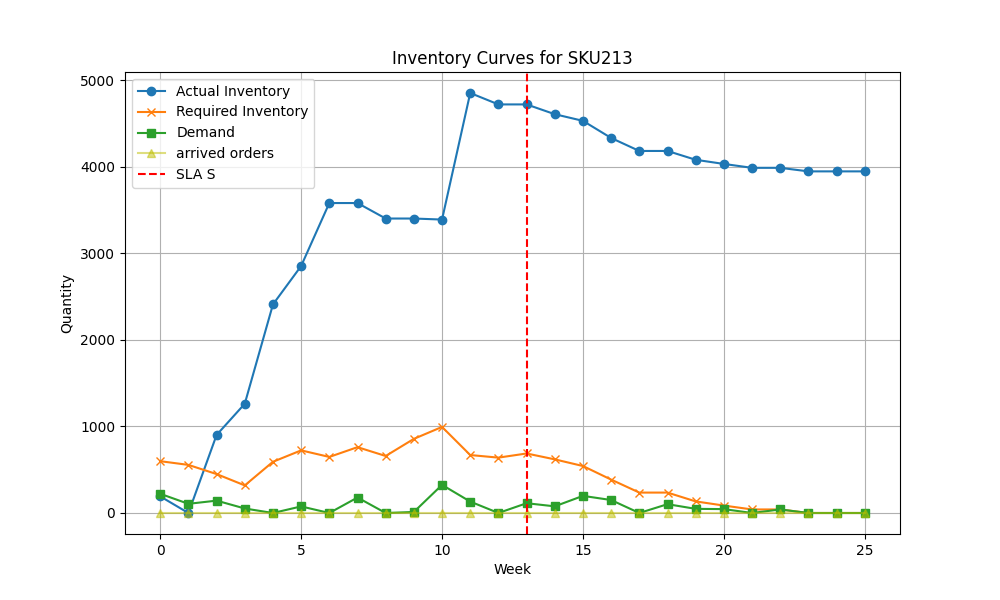 Inventory Curves for SKU213
5000
4000
3000
2000
1000
0
Quantity
Actual Inventory
Required Inventory
Demand
arrived orders
SLA S
0 5 10 15 20 25
Week